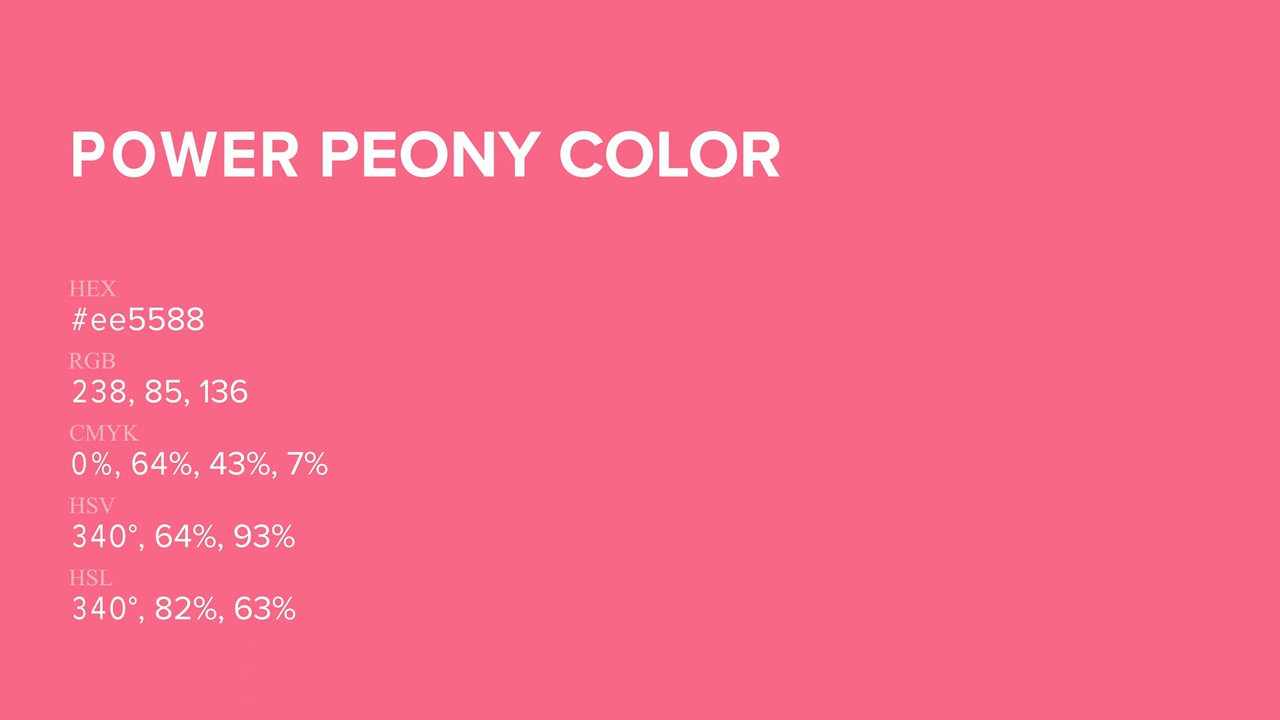 POWER PEONY COLOR
HEX
#ee5588
RGB
238, 85, 136
CMYK
0%, 64%, 43%, 7%
HSV
340°, 64%, 93%
HSL
340°, 82%, 63%